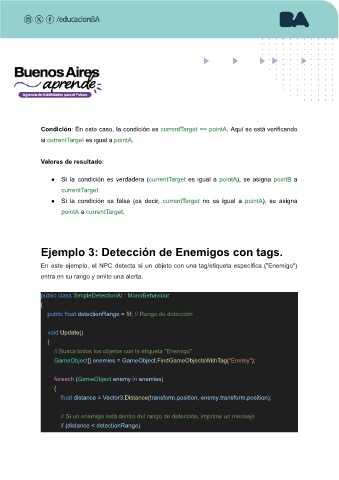 /educacionBA
BA
Buenos Aires
aprende
Agencia de Habilidades para el Futuro
Condición: En este caso, la condición es currentTarget == pointA. Aquí se está verificando
si currentTarget es igual a pointA.
Valores de resultado:
● Si la condición es verdadera (currentTarget es igual a pointA), se asigna pointB a
currentTarget.
● Si la condición es falsa (es decir, currentTarget no es igual a pointA), se asigna
pointA a currentTarget.
Ejemplo 3: Detección de Enemigos con tags.
En este ejemplo, el NPC detecta si un objeto con una tag/etiqueta específica ("Enemigo")
entra en su rango y emite una alerta.
public class SimpleDetectionAI : MonoBehaviour
{
public float detectionRange = 5f; // Rango de detección
void Update()
{
// Busca todos los objetos con la etiqueta "Enemigo"
GameObject[] enemies = GameObject.FindGameObjectsWithTag("Enemy");
foreach (GameObject enemy in enemies)
{
float distance = Vector3.Distance(transform.position, enemy.transform.position);
// Si un enemigo está dentro del rango de detección, imprime un mensaje
if (distance < detectionRange)